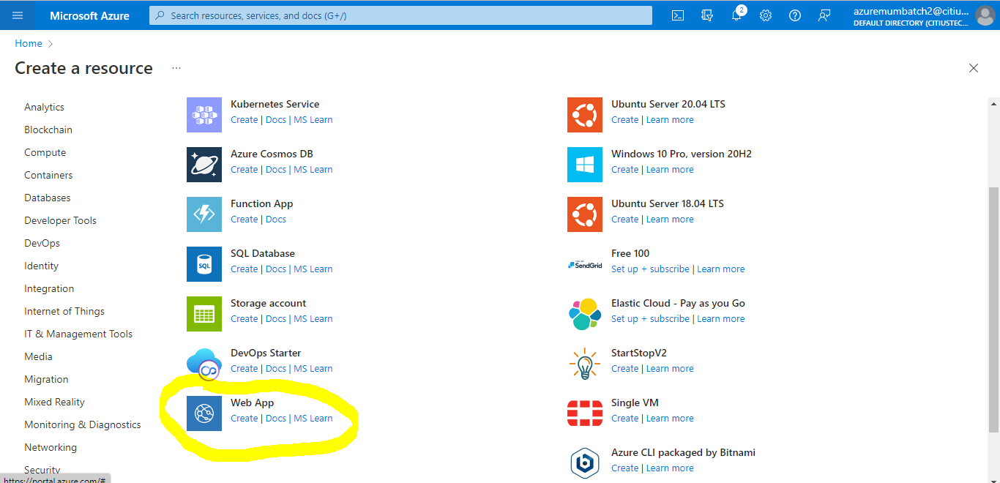 Microsoft Azure
Search resources, services, and docs (G+/)
2
azuremumbatch2@citiu...
DEFAULT DIRECTORY (CITIUSTEC...
Home >
Create a resource ...
Analytics
Blockchain
Compute
Containers
Databases
Developer Tools
DevOps
Identity
Integration
Internet of Things
IT & Management Tools
Media
Migration
Mixed Reality
Monitoring & Diagnostics
Networking
Security
https://portal.azure.com/#
Kubernetes Service
Create | Docs | MS Learn
Azure Cosmos DB
Create | Docs | MS Learn
Function App
Create | Docs
SQL
SQL Database
Create | Docs | MS Learn
Storage account
Create | Docs | MS Learn
DevOps Starter
Create | Docs | MS Learn
Web App
Create | Docs | MS Learn
Ubuntu Server 20.04 LTS
Create | Learn more
Windows 10 Pro, version 20H2
Create | Learn more
Ubuntu Server 18.04 LTS
Create | Learn more
SendGrid
Free 100
Set up + subscribe | Learn more
Elastic Cloud - Pay as you Go
Set up + subscribe | Learn more
StartStopV2
Create | Learn more
Single VM
Create | Learn more
b
Azure CLI packaged by Bitnami
Create | Learn more